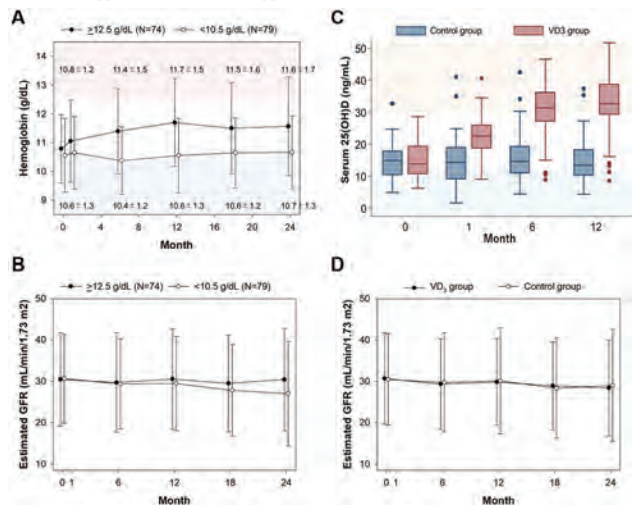 A
≥12.5 g/dL (N=74) <10.5 g/dL (N=79)
Hemoglobin (g/dL)
14
13
12
11
10
9
10.8 ± 1.2 11.4 ± 1.5 11.7 ± 1.5 11.5 ± 1.6 11.6 ± 1.7
10.6 ± 1.3 10.4 ± 1.2 10.6 ± 1.3 10.6 ± 1.2 10.7 ± 1.3
0 4 8 12 16 20 24
Month
C
Control group VD3 group
Serum 25(OH)D (ng/mL)
50
40
30
20
10
0
0 1 6 12
Month
B
≥12.5 g/dL (N=74) <10.5 g/dL (N=79)
Estimated GFR (mL/min/1,73 m2)
50
40
30
20
10
0 1 6 12 18 24
Month
D
VD3 group Control group
Estimated GFR (mL/min/1,73 m2)
50
40
30
20
10
0 1 6 12 18 24
Month